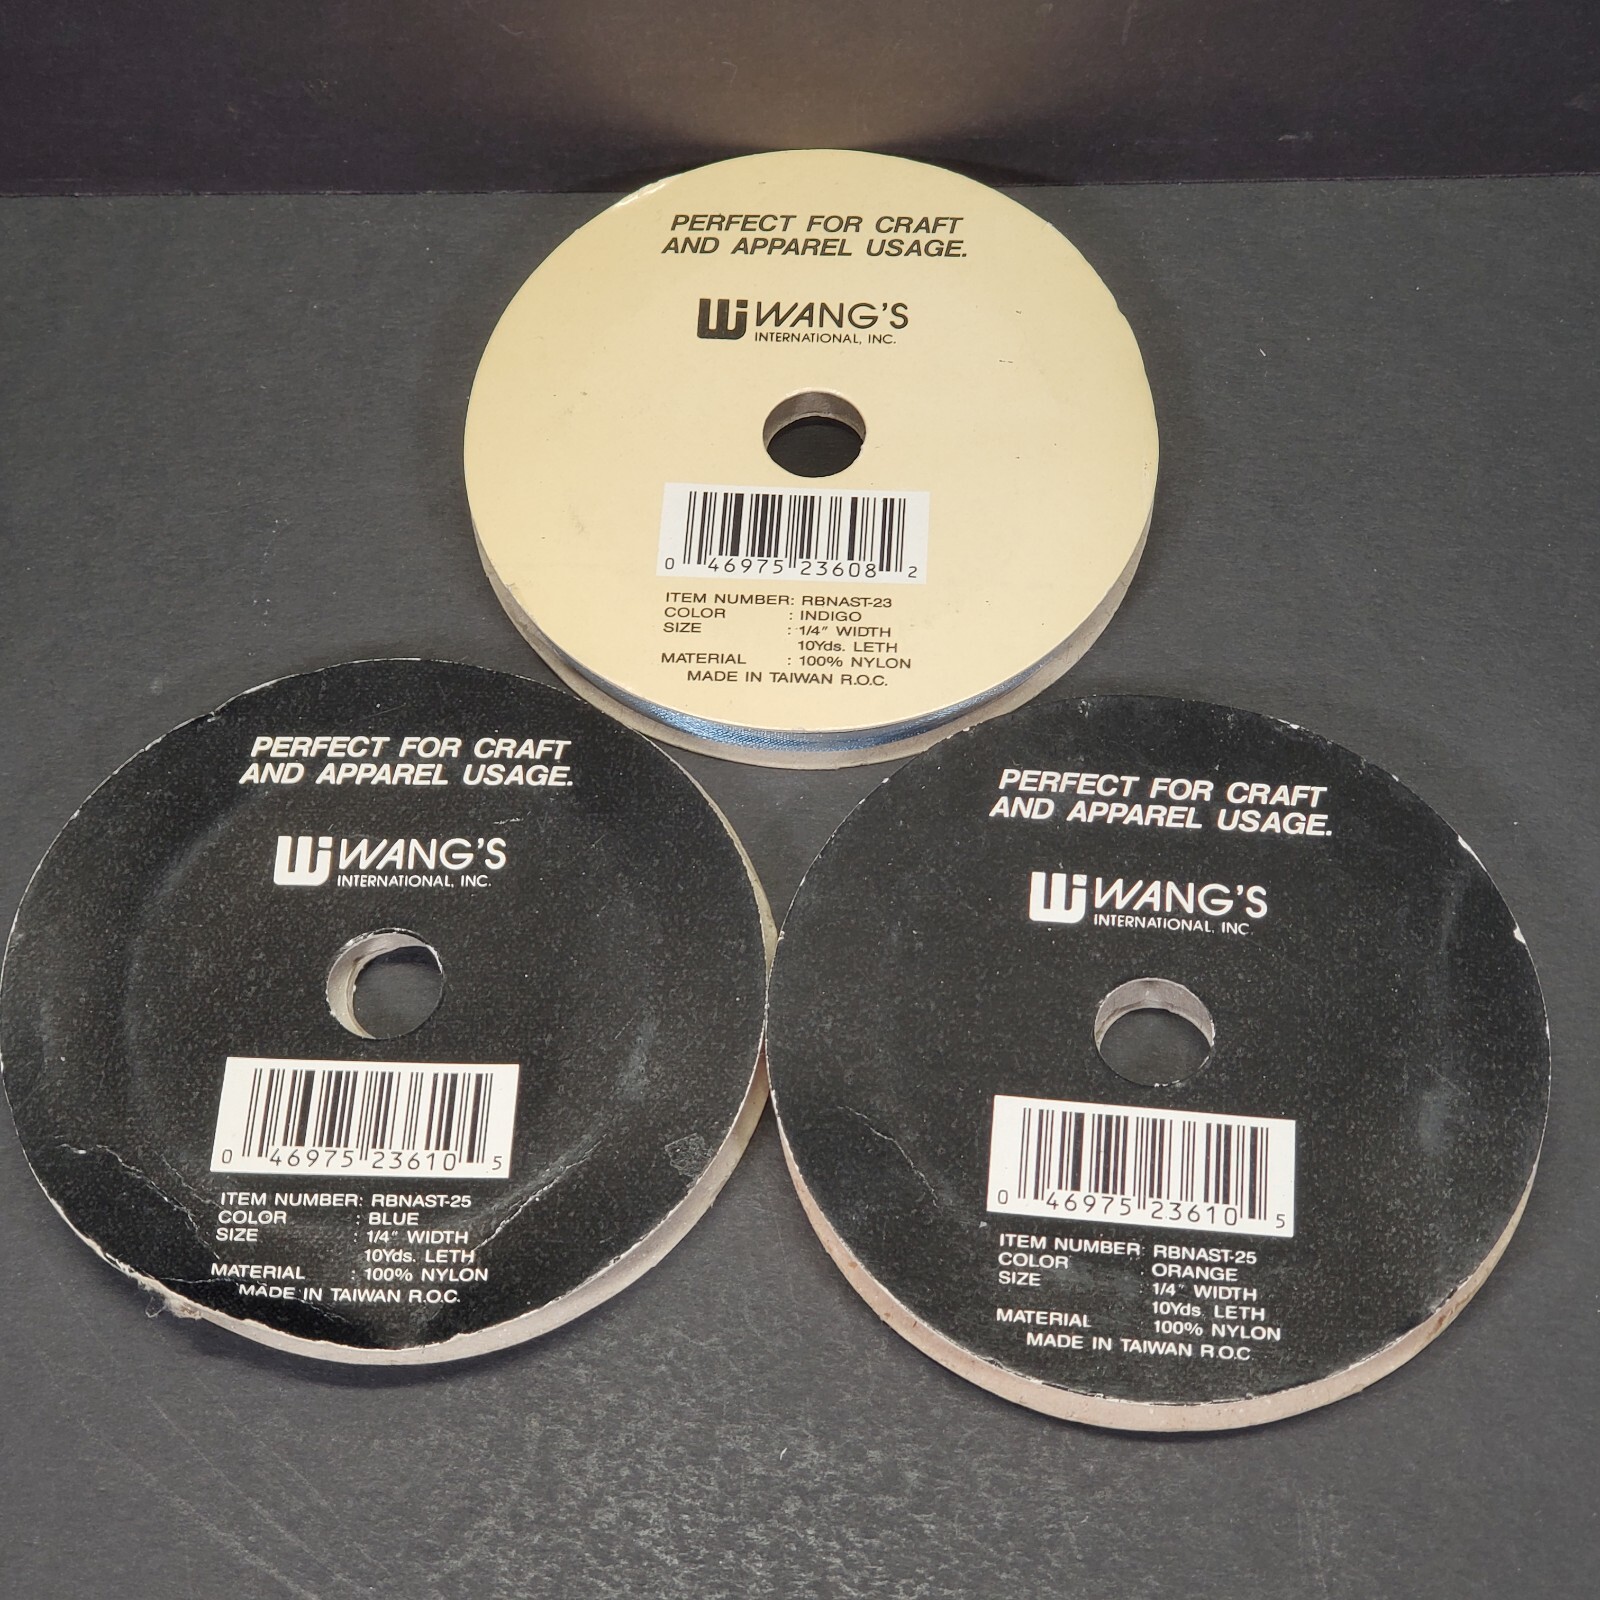 PERFECT FOR CRAFT
AND APPAREL USAGE.
Wi WANG'S
INTERNATIONAL, INC.
0 46975 23608 2
ITEM NUMBER: RBNAST-23
COLOR : INDIGO
SIZE : 1/4" WIDTH
10Yds. LETH
MATERIAL : 100% NYLON
MADE IN TAIWAN R.O.C.
PERFECT FOR CRAFT
AND APPAREL USAGE.
Wi WANG'S
INTERNATIONAL, INC.
0 46975 23610 5
ITEM NUMBER: RBNAST-25
COLOR : BLUE
SIZE : 1/4" WIDTH
10Yds. LETH
MATERIAL : 100% NYLON
MADE IN TAIWAN R.O.C.
PERFECT FOR CRAFT
AND APPAREL USAGE.
Wi WANG'S
INTERNATIONAL, INC
0 46975 23610 5
ITEM NUMBER: RBNAST-25
COLOR : ORANGE
SIZE : 1/4" WIDTH
10Yds. LETH
MATERIAL : 100% NYLON
MADE IN TAIWAN R.O.C